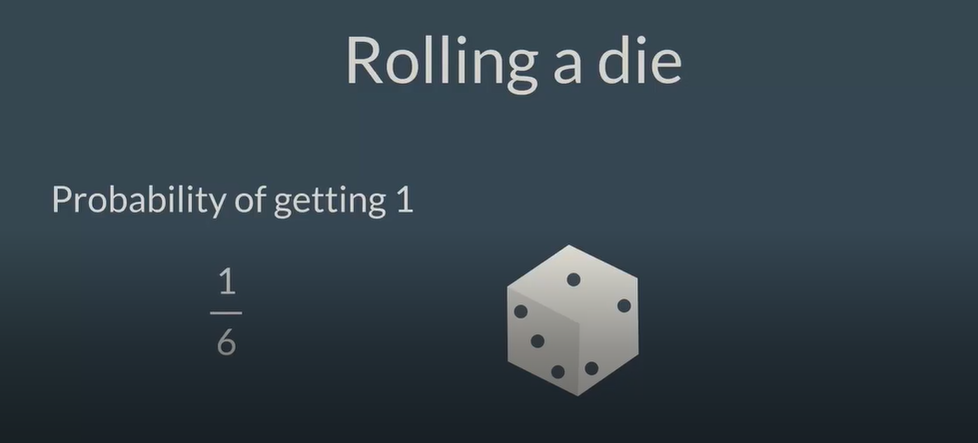 Rolling a die
Probability of getting 1
1
6